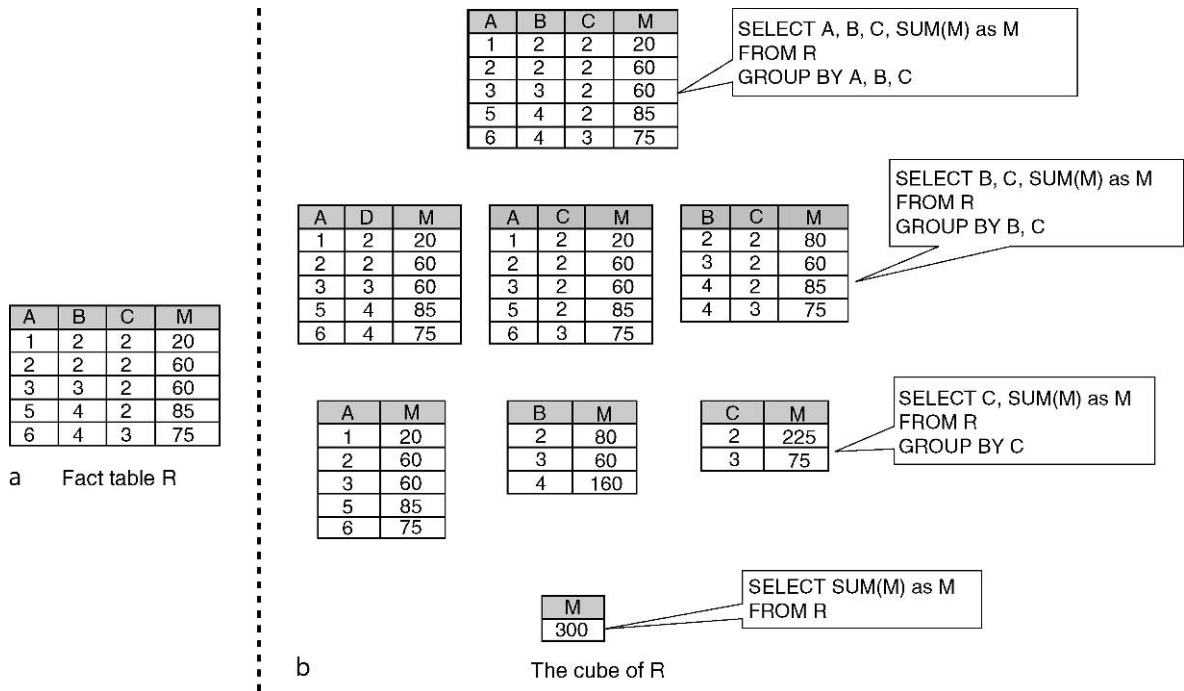 A B C M
1 2 2 20
2 2 2 60
3 3 2 60
5 4 2 85
6 4 3 75
a Fact table R
A B C M
1 2 2 20
2 2 2 60
3 3 2 60
5 4 2 85
6 4 3 75
SELECT A, B, C, SUM(M) as M
FROM R
GROUP BY A, B, C
A D M
1 2 20
2 2 60
3 3 60
5 4 85
6 4 75
A C M
1 2 20
2 2 60
3 2 60
5 2 85
6 3 75
B C M
2 2 80
3 2 60
4 2 85
4 3 75
SELECT B, C, SUM(M) as M
FROM R
GROUP BY B, C
A M
1 20
2 60
3 60
5 85
6 75
B M
2 80
3 60
4 160
C M
2 225
3 75
SELECT C, SUM(M) as M
FROM R
GROUP BY C
M
300
SELECT SUM(M) as M
FROM R
b The cube of R